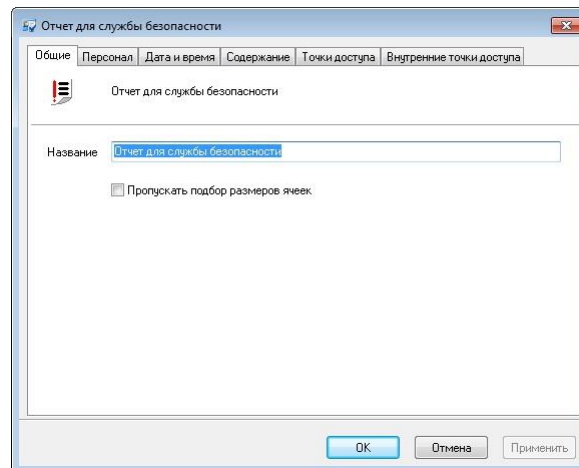 Отчет для службы безопасности
Общие Персонал Дата и время Содержание Точки доступа Внутренние точки доступа
Отчет для службы безопасности
Название Отчет для службы безопасности
Пропускать подбор размеров ячеек
OK Отмена Применить